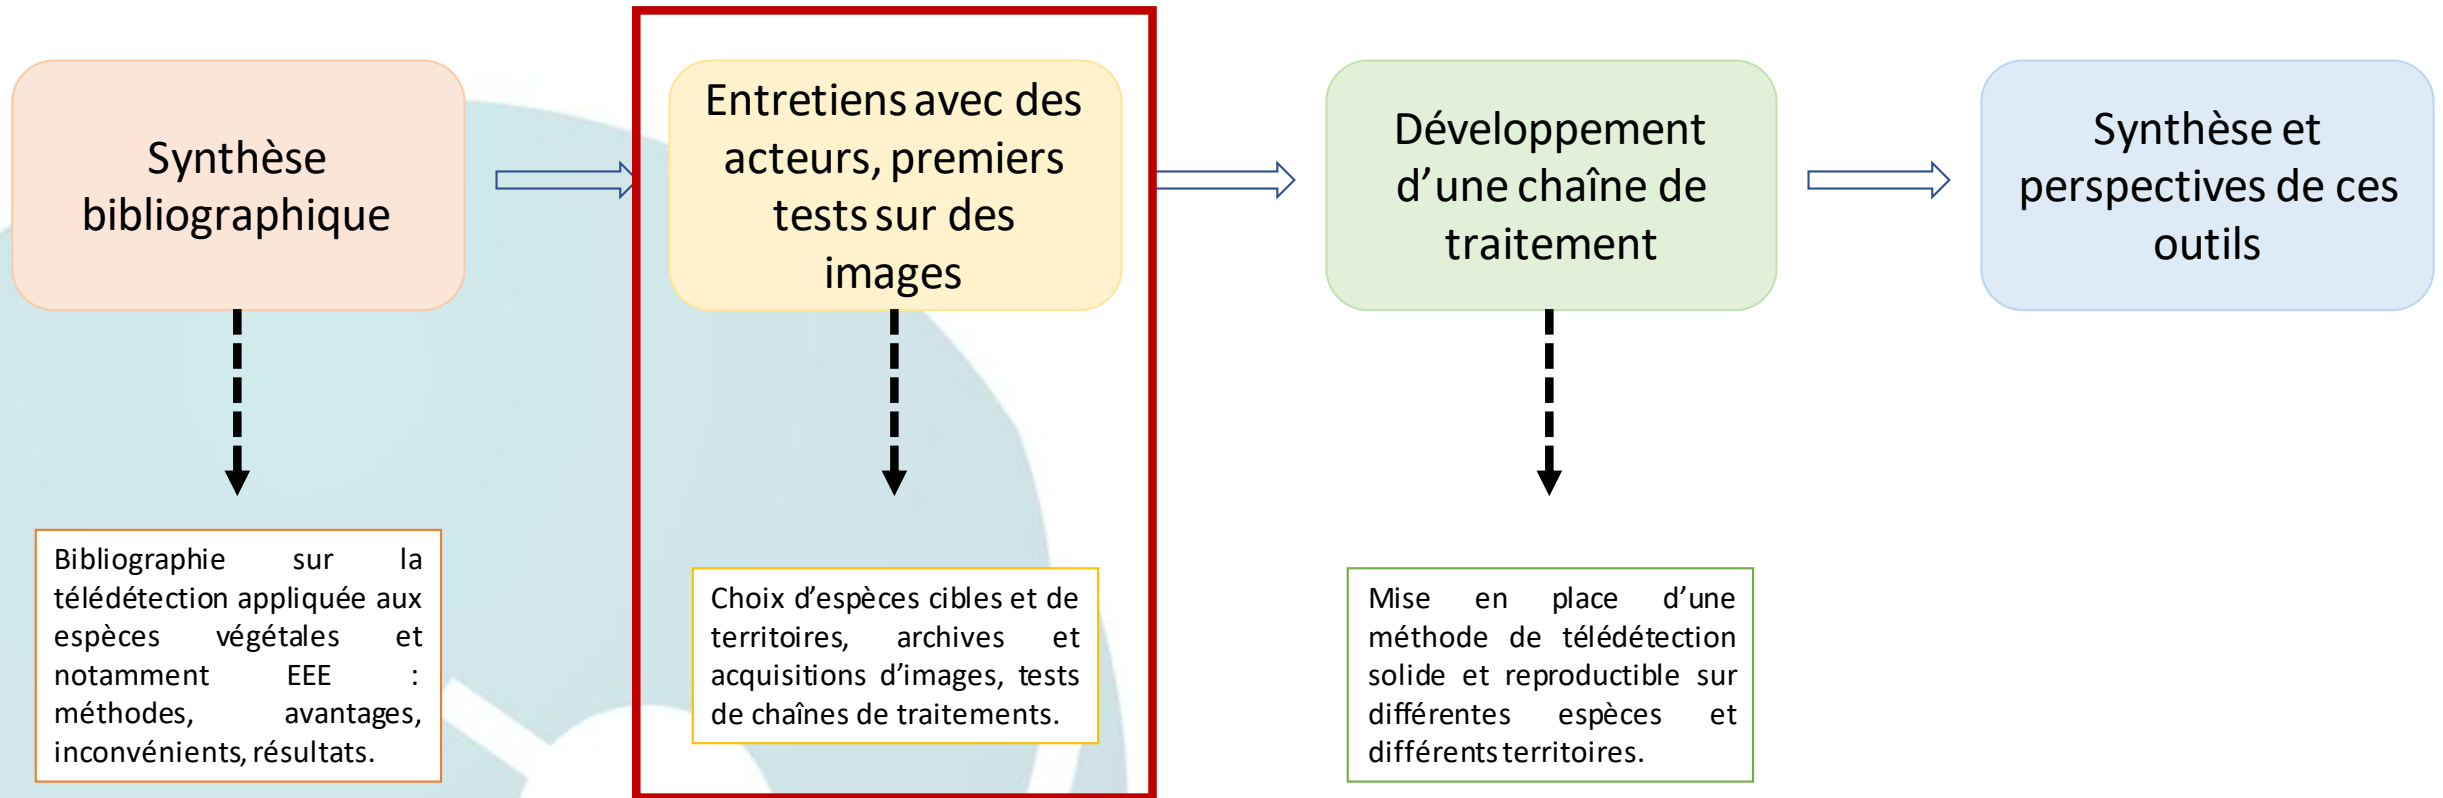 Synthèse
bibliographique
Entretiens avec des
acteurs, premiers
tests sur des
images
Développement
d’une chaîne de
traitement
Synthèse et
perspectives de ces
outils
Bibliographie sur la
télédétection appliquée aux
espèces végétales et
notamment EEE :
méthodes, avantages,
inconvénients, résultats.
Choix d’espèces cibles et de
territoires, archives et
acquisitions d’images, tests
de chaînes de traitements.
Mise en place d’une
méthode de télédétection
solide et reproductible sur
différentes espèces et
différents territoires.